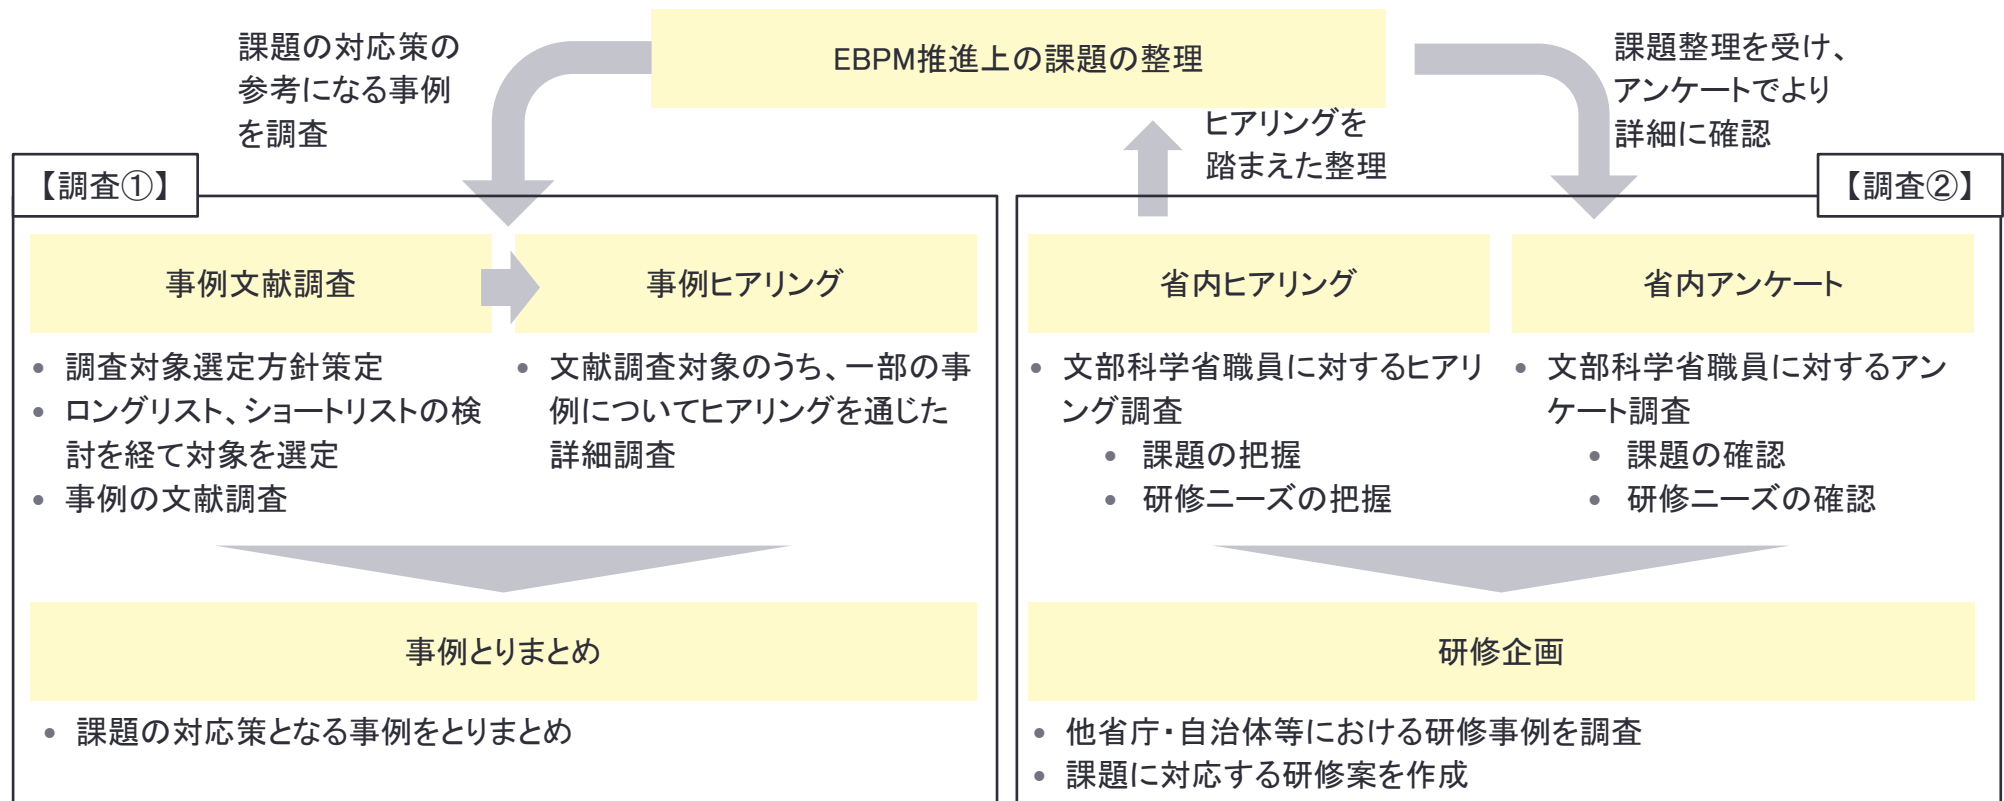 EBPM推進上の課題の整理
課題の対応策の
参考になる事例
を調査
ヒアリングを
踏まえた整理
課題整理を受け、
アンケートでより
詳細に確認
【調査①】
事例文献調査
• 調査対象選定方針策定
• ロングリスト、ショートリストの検
討を経て対象を選定
• 事例の文献調査
事例ヒアリング
• 文献調査対象のうち、一部の事
例についてヒアリングを通じた
詳細調査
事例とりまとめ
• 課題の対応策となる事例をとりまとめ
【調査②】
省内ヒアリング
• 文部科学省職員に対するヒアリ
ング調査
• 課題の把握
• 研修ニーズの把握
省内アンケート
• 文部科学省職員に対するアン
ケート調査
• 課題の確認
• 研修ニーズの確認
研修企画
• 他省庁・自治体等における研修事例を調査
• 課題に対応する研修案を作成